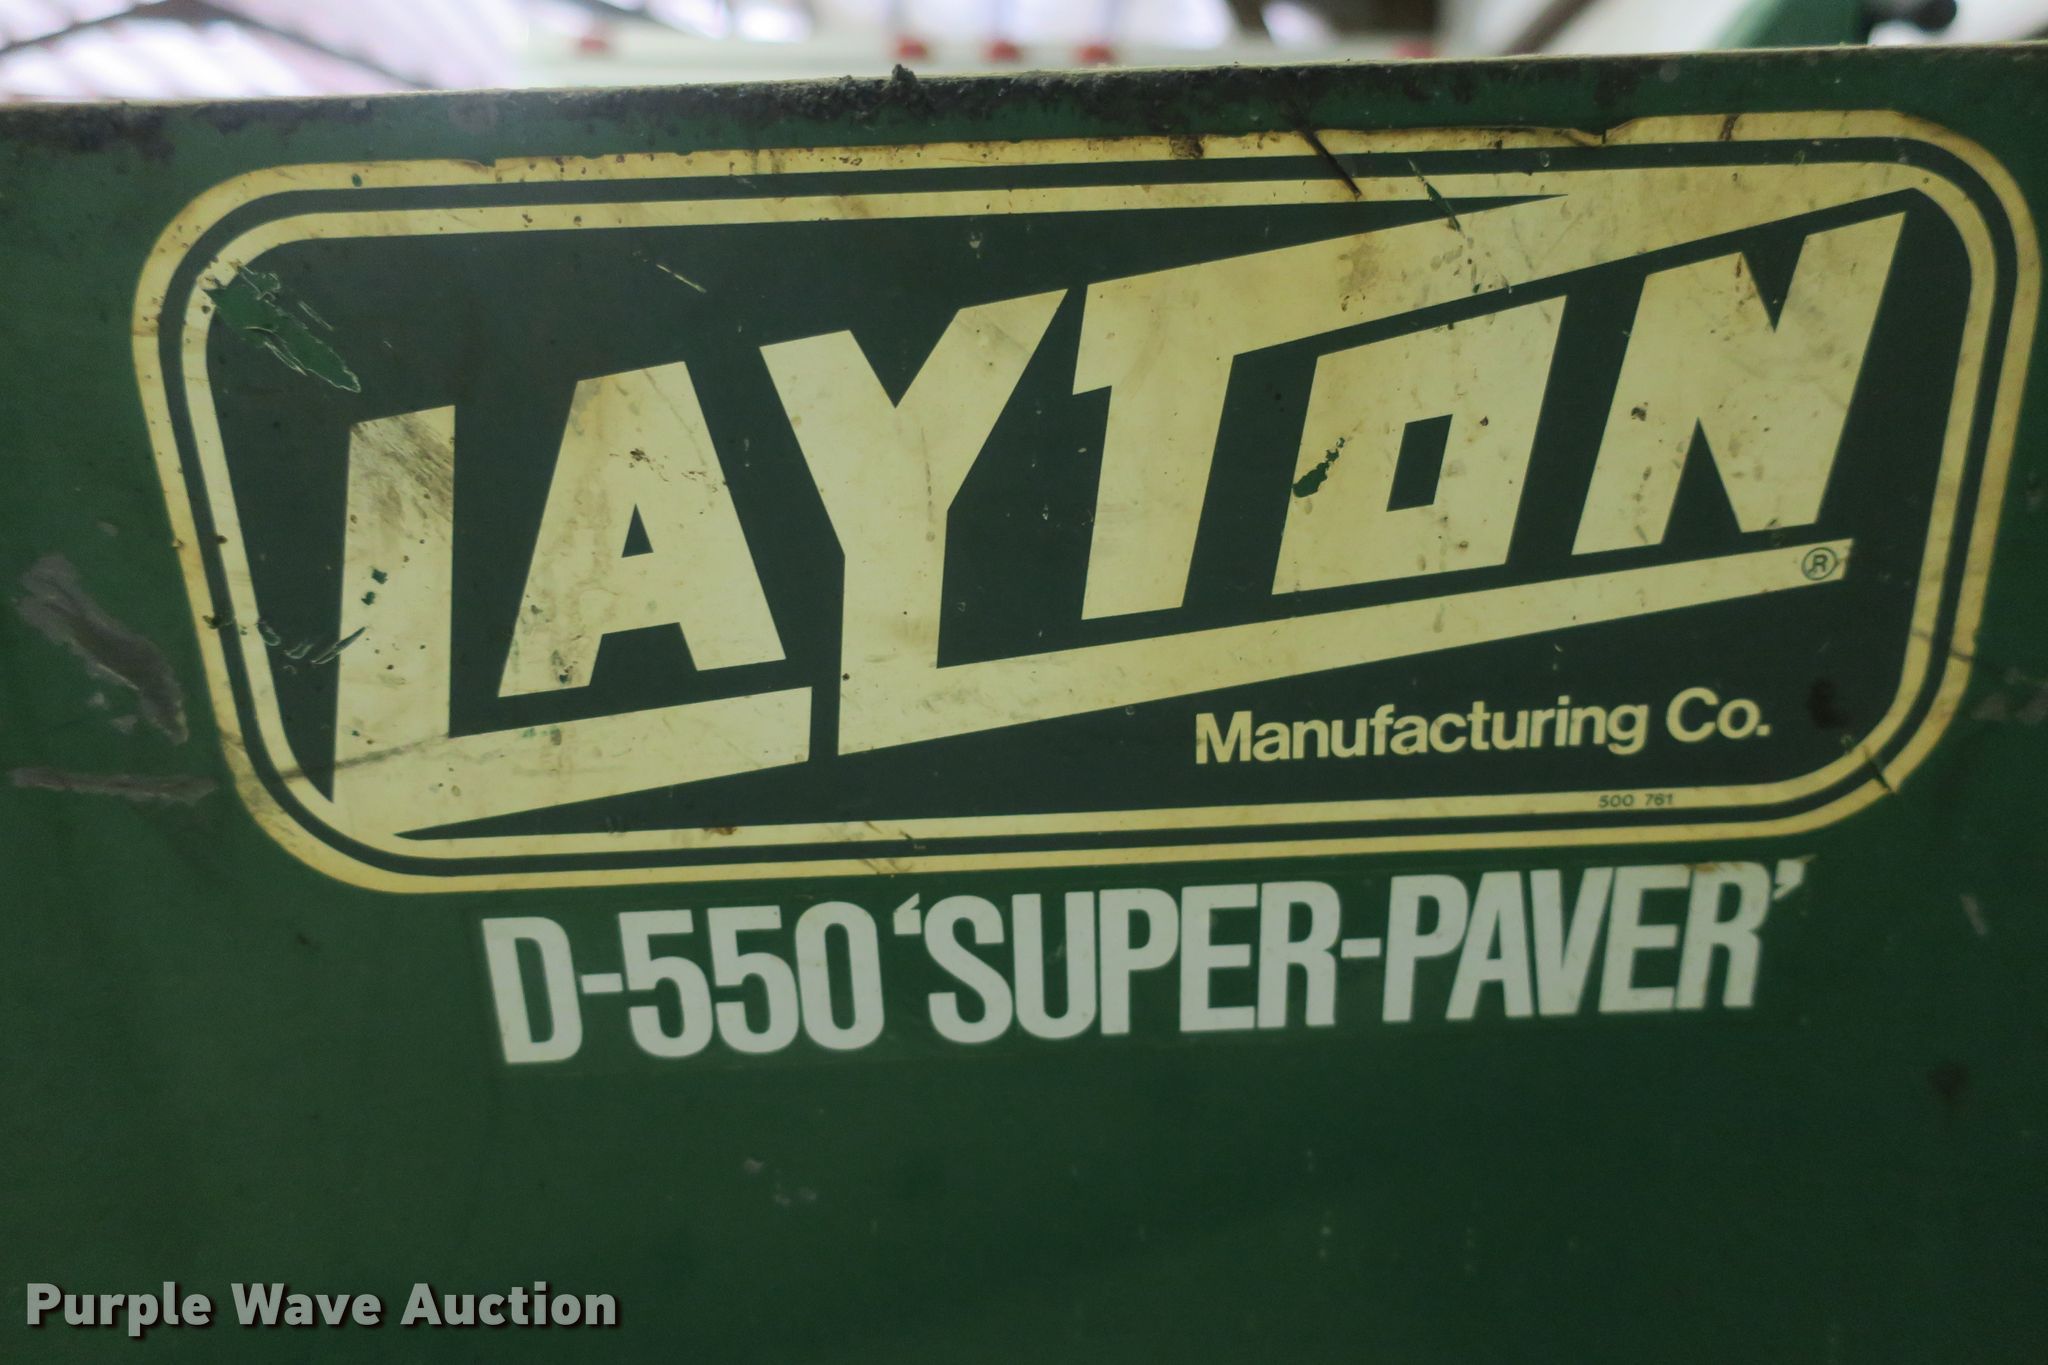 LAYTON ®
Manufacturing Co.
500 761
D-550 ‘SUPER-PAVER’
Purple Wave Auction